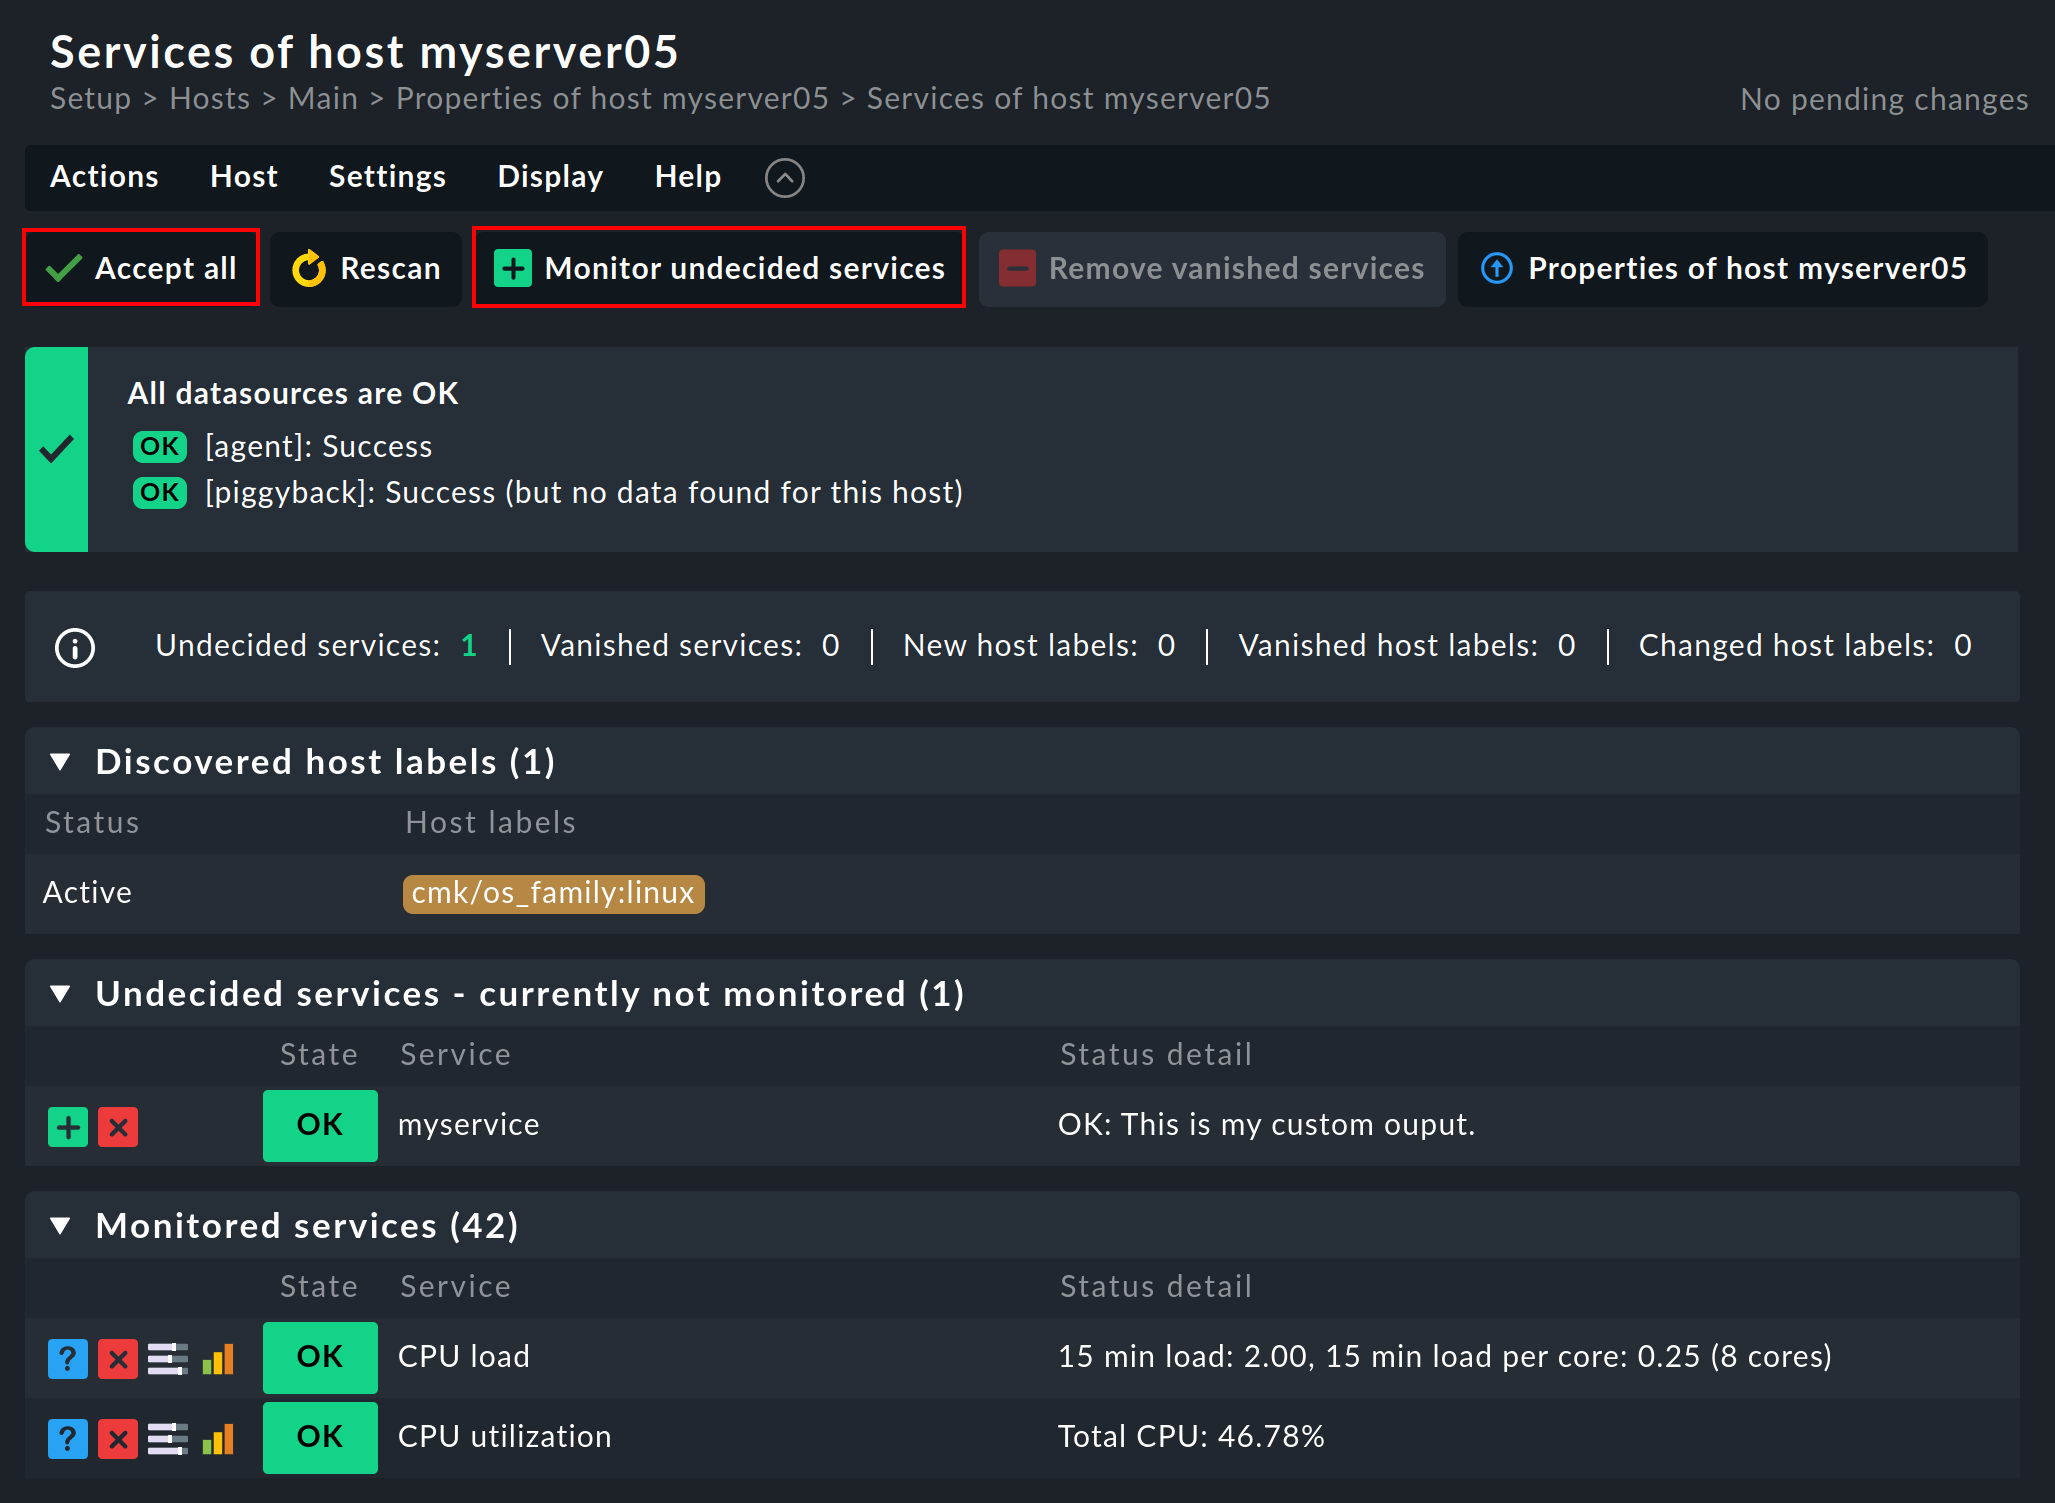 Services of host myserver05
Setup > Hosts > Main > Properties of host myserver05 > Services of host myserver05
No pending changes
Actions Host Settings Display Help
Accept all Rescan Monitor undecided services Remove vanished services Properties of host myserver05
All datasources are OK
OK [agent]: Success
OK [piggyback]: Success (but no data found for this host)
Undecided services: 1 | Vanished services: 0 | New host labels: 0 | Vanished host labels: 0 | Changed host labels: 0
Discovered host labels (1)
Status Host labels
Active cmk/os_family:linux
Undecided services - currently not monitored (1)
State Service Status detail
OK myservice OK: This is my custom ouput.
Monitored services (42)
State Service Status detail
OK CPU load 15 min load: 2.00, 15 min load per core: 0.25 (8 cores)
OK CPU utilization Total CPU: 46.78%